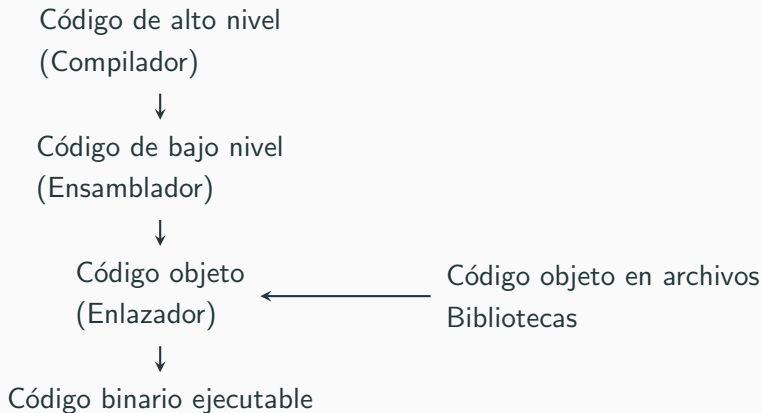 Código de alto nivel
(Compilador)
Código de bajo nivel
(Ensamblador)
Código objeto
(Enlazador)
Código objeto en archivos
Bibliotecas
Código binario ejecutable